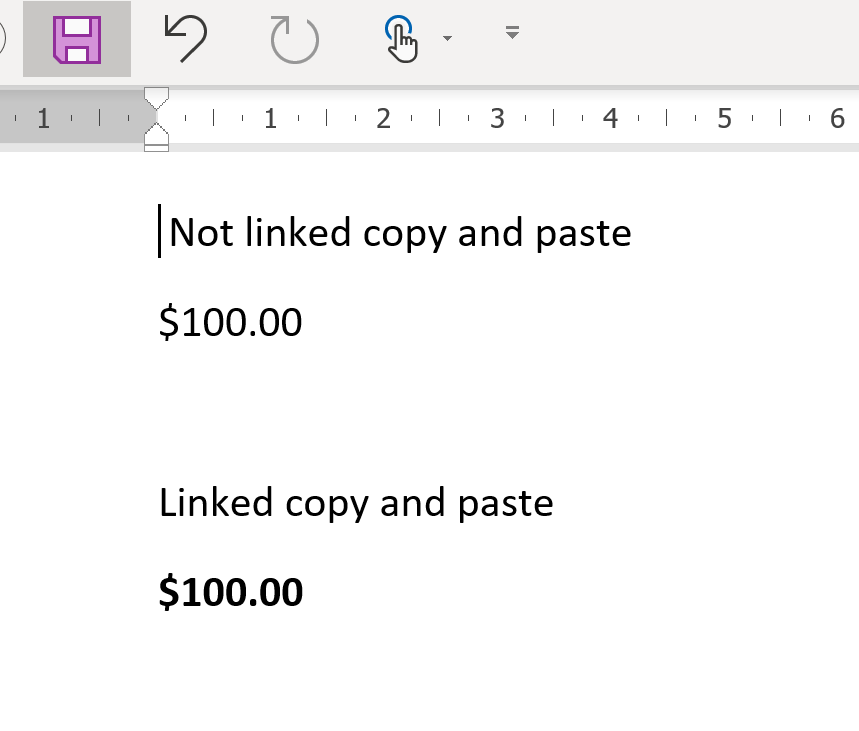 1 1 2 3 4 5 6
Not linked copy and paste
$100.00
Linked copy and paste
$100.00